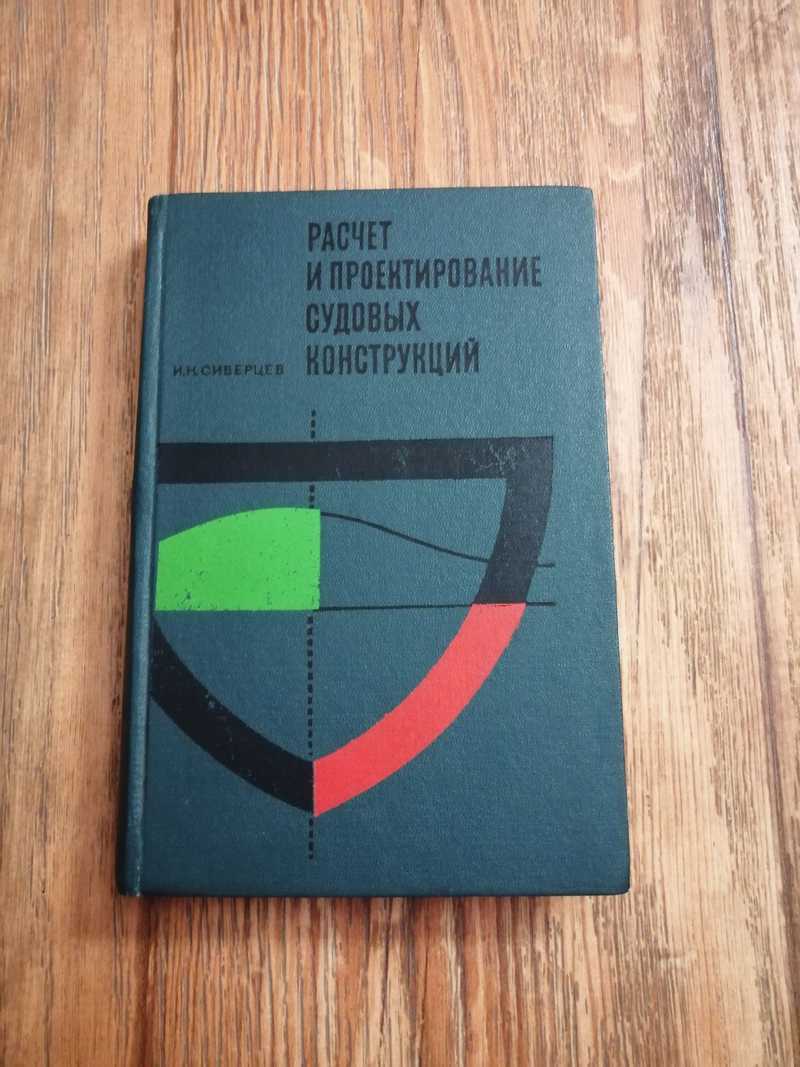 РАСЧЕТ
И ПРОЕКТИРОВАНИЕ
СУДОВЫХ
КОНСТРУКЦИЙ
И.Н.СИВЕРЦЕВ